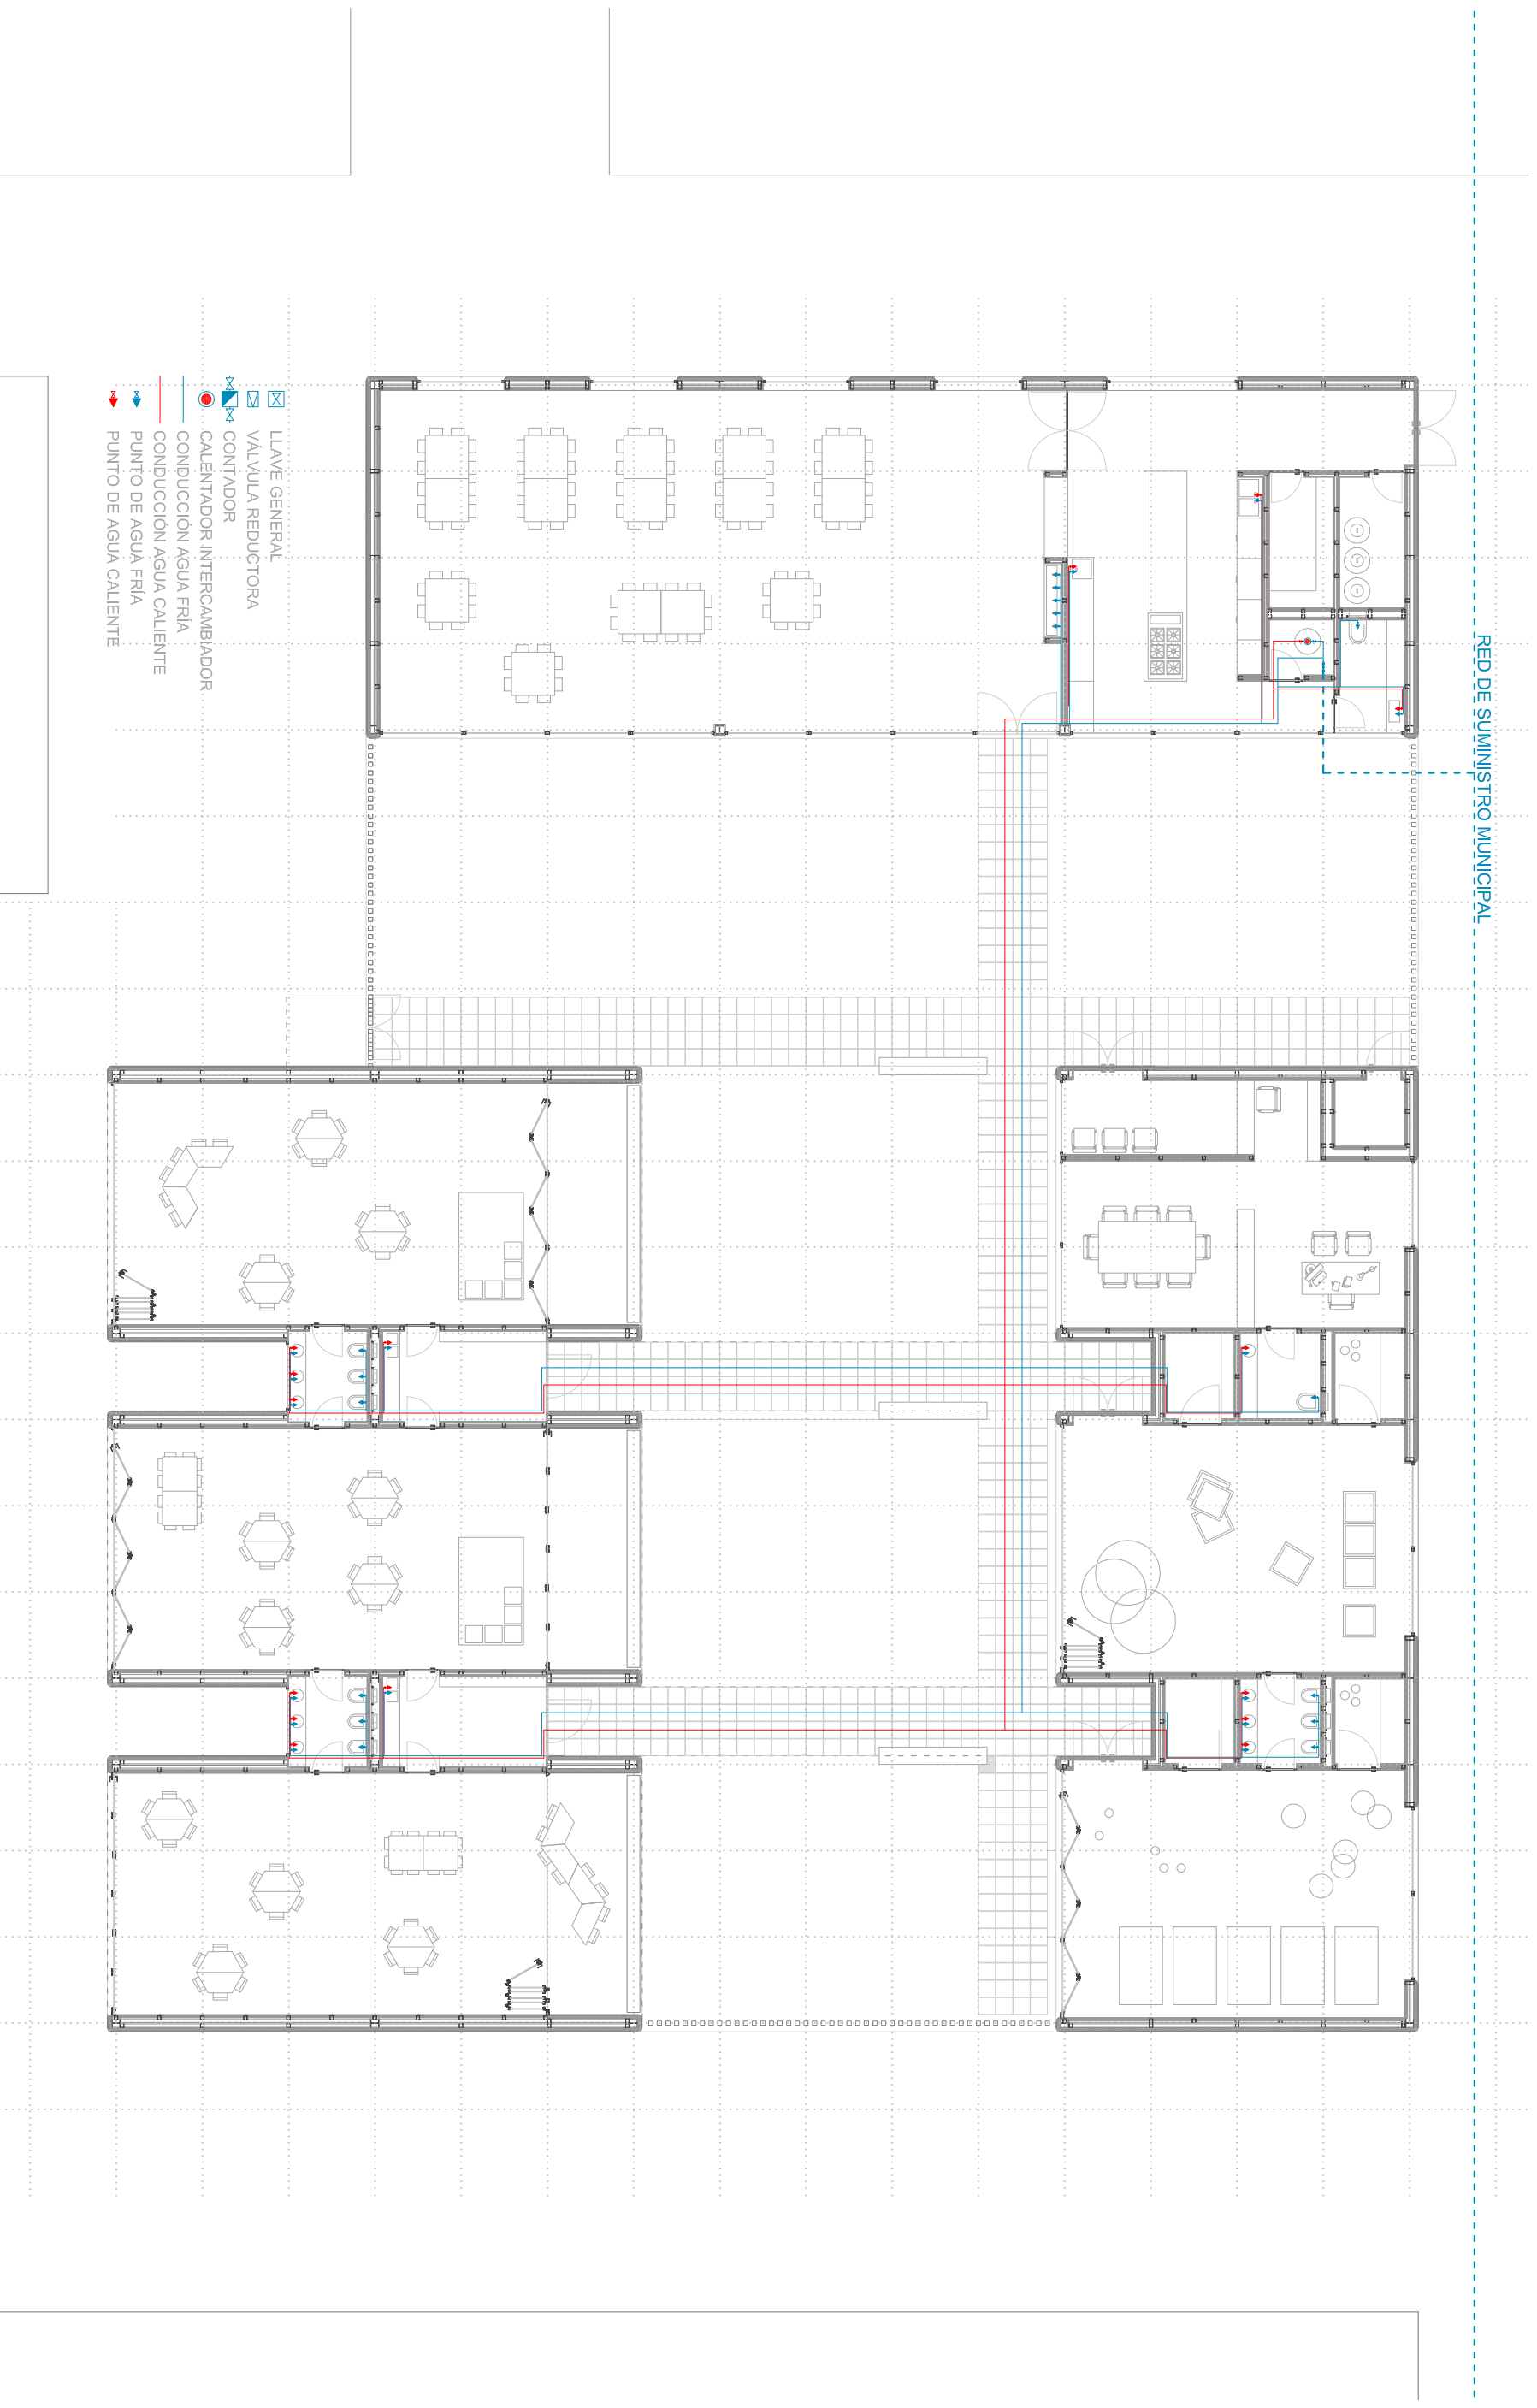 RED DE SUMINISTRO MUNICIPAL
LLAVE GENERAL
VÁLVULA REDUCTORA
CONTADOR
CALENTADOR INTERCAMBIADOR
CONDUCCIÓN AGUA FRÍA
CONDUCCIÓN AGUA CALIENTE
PUNTO DE AGUA FRÍA
PUNTO DE AGUA CALIENTE